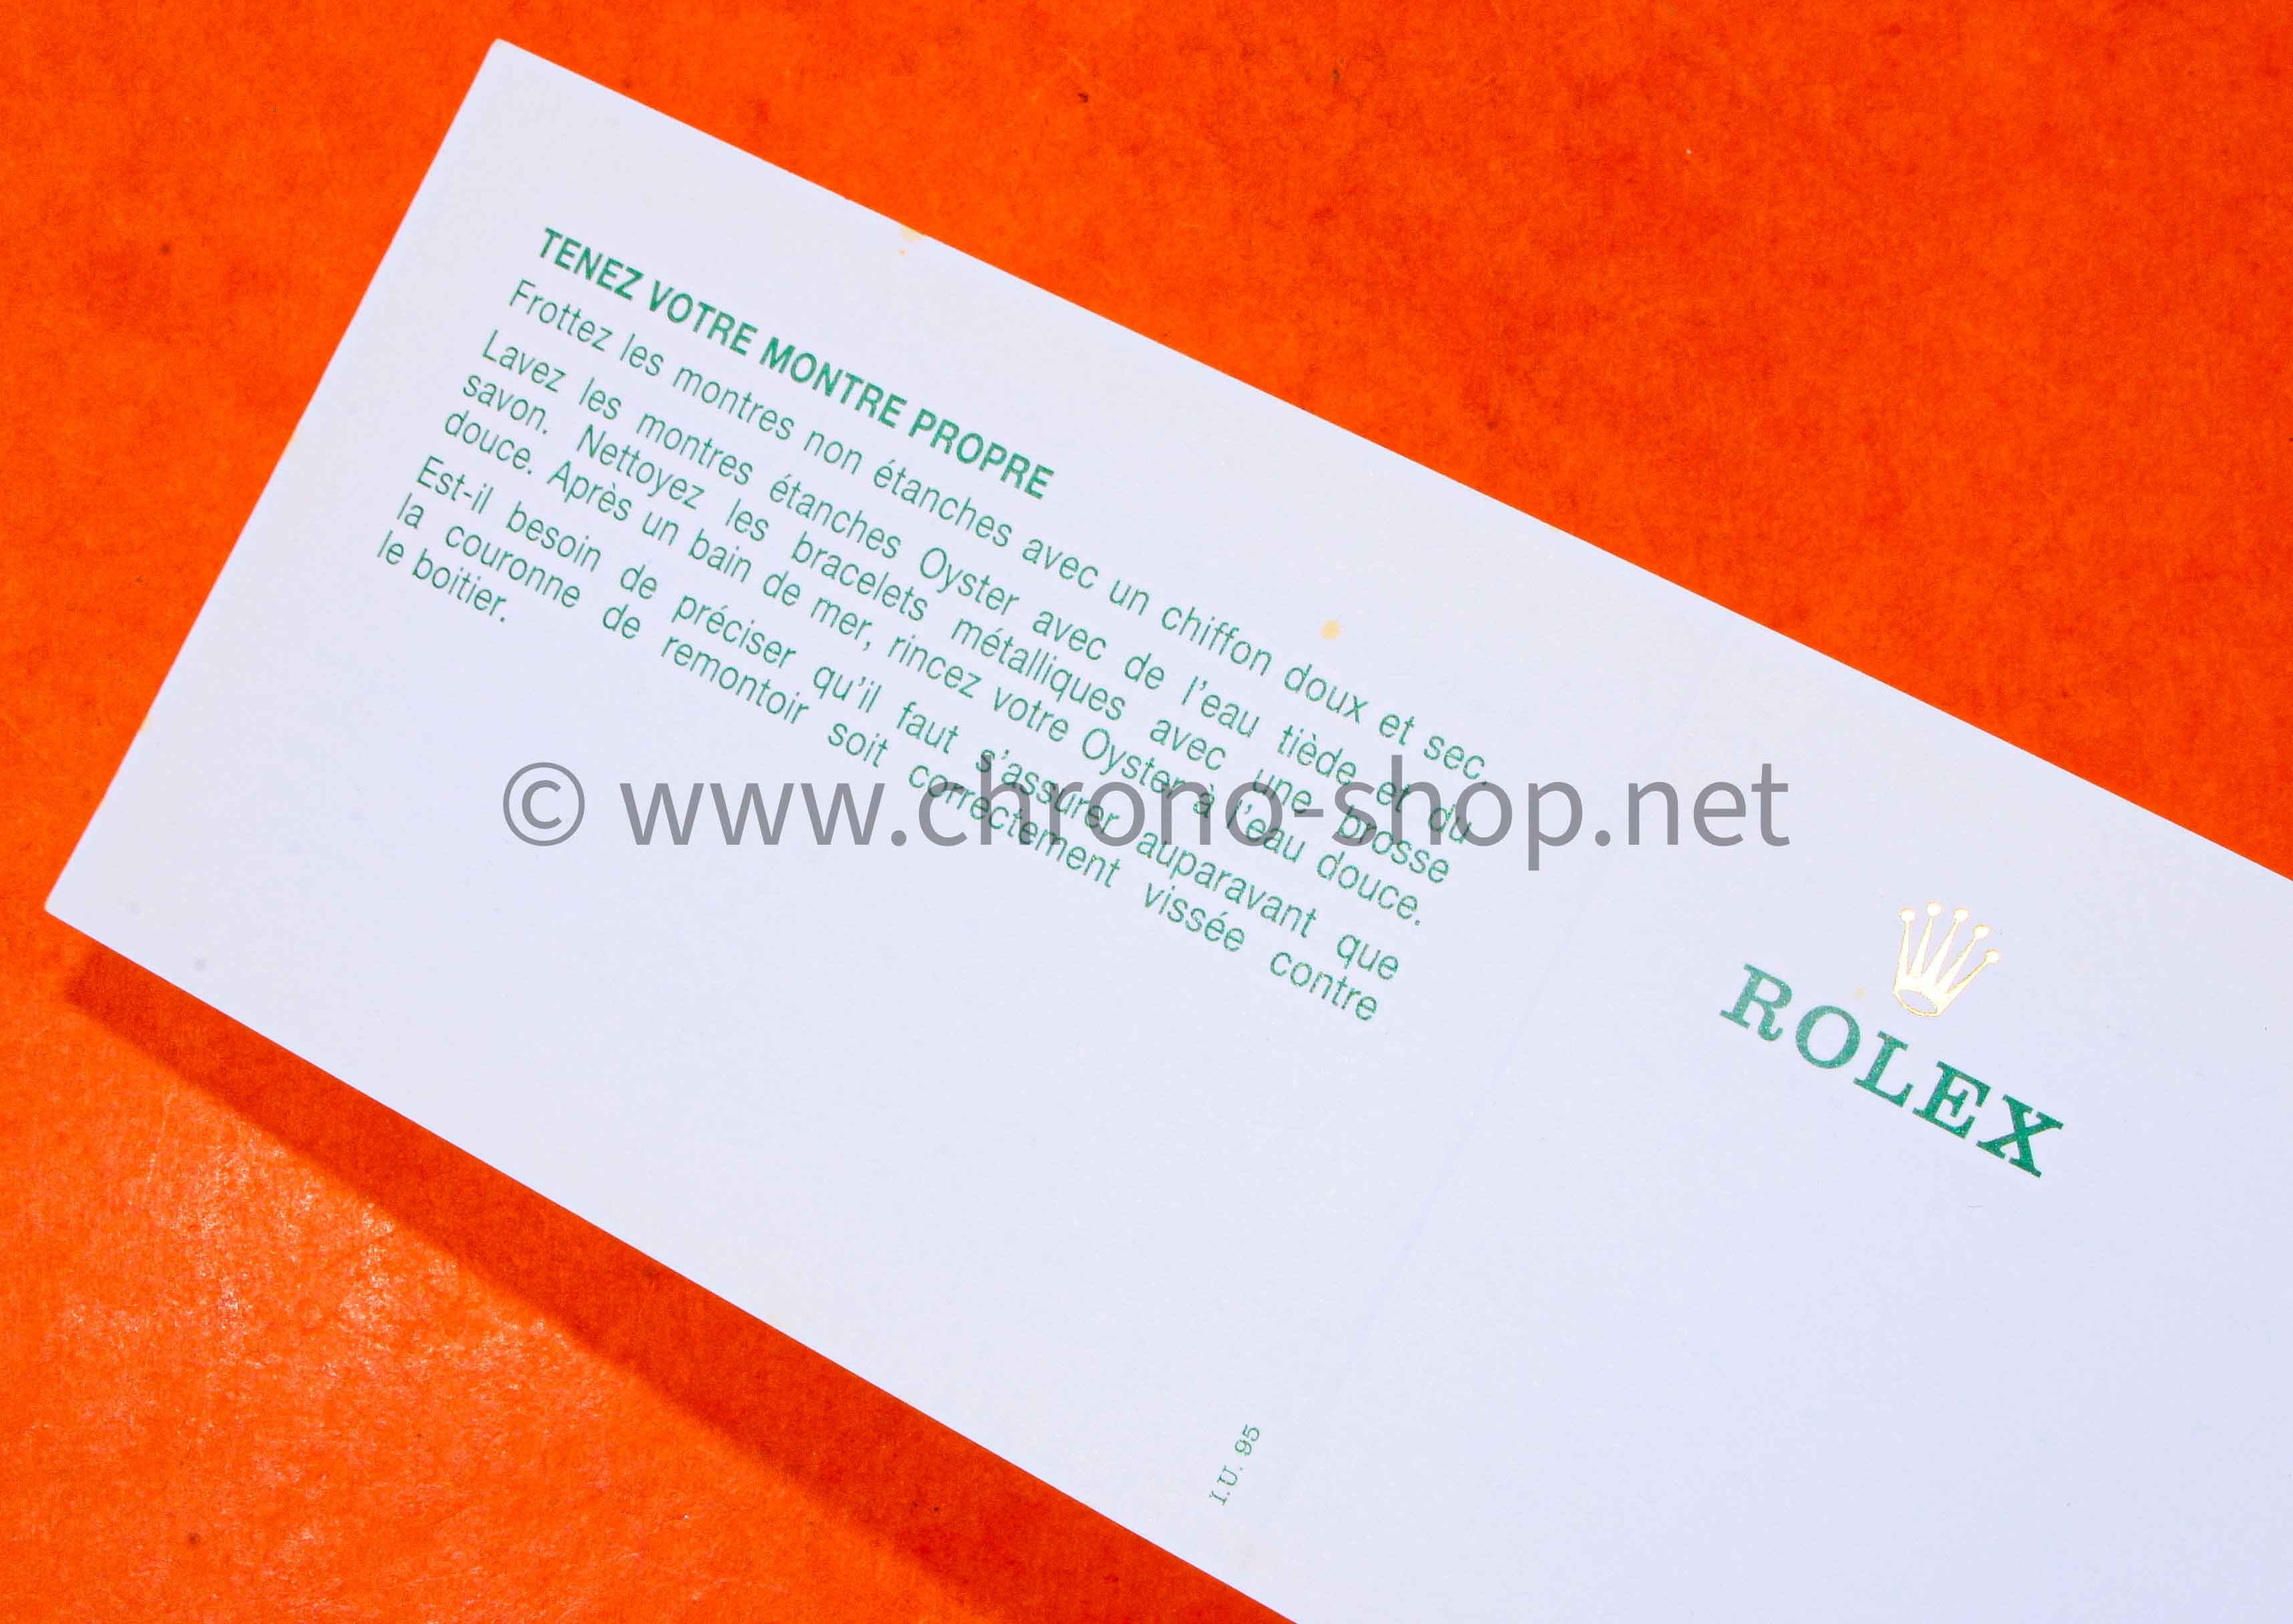 TENEZ VOTRE MONTRE PROPRE
Frottez les montres non étanches avec un chiffon doux et sec.
Lavez les montres étanches Oyster avec de l'eau tiède et du
savon. Nettoyez les bracelets métalliques avec une brosse
douce. Après un bain de mer, rincez votre Oyster à l'eau douce.
Est-il besoin de préciser qu'il faut s'assurer auparavant que
la couronne de remontoir soit correctement vissée contre
le boitier.
© www.chrono-shop.net
ROLEX
I.U. 95